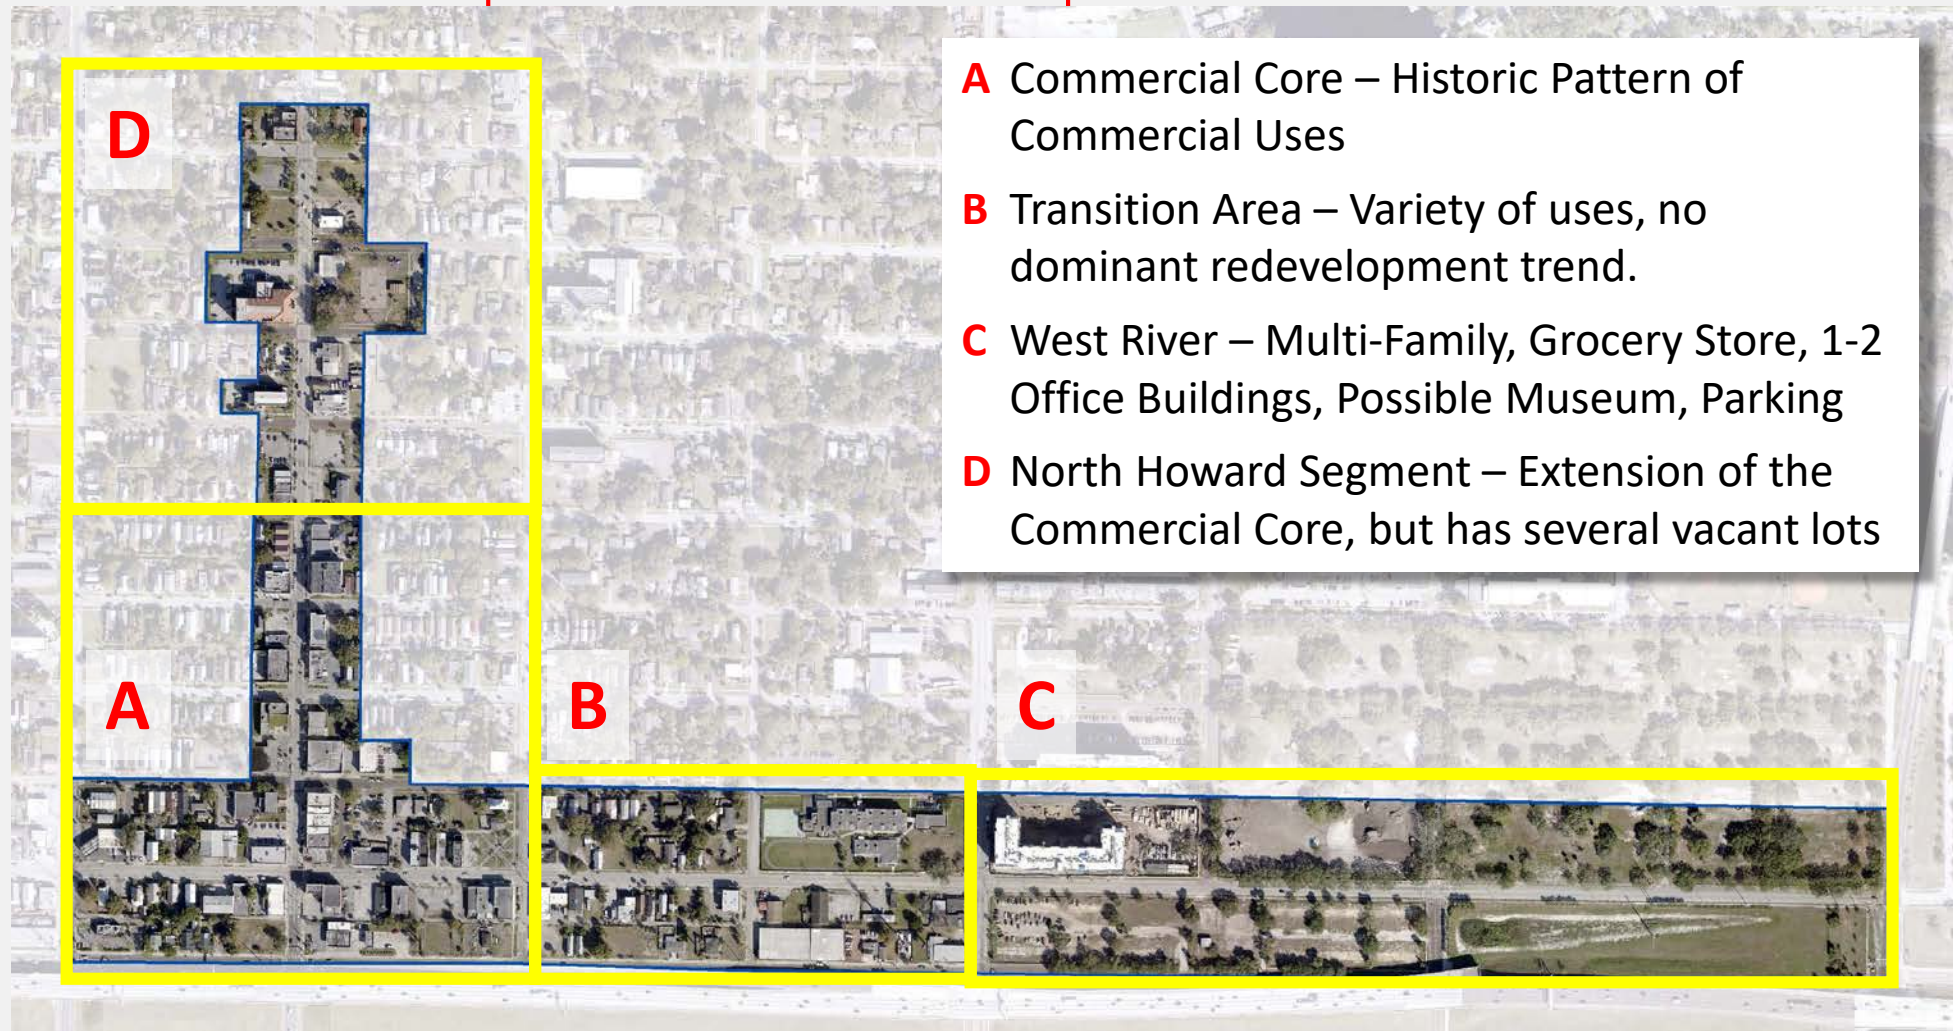 A Commercial Core – Historic Pattern of
Commercial Uses
B Transition Area – Variety of uses, no
dominant redevelopment trend.
C West River – Multi-Family, Grocery Store, 1-2
Office Buildings, Possible Museum, Parking
D North Howard Segment – Extension of the
Commercial Core, but has several vacant lots
D
A
B
C